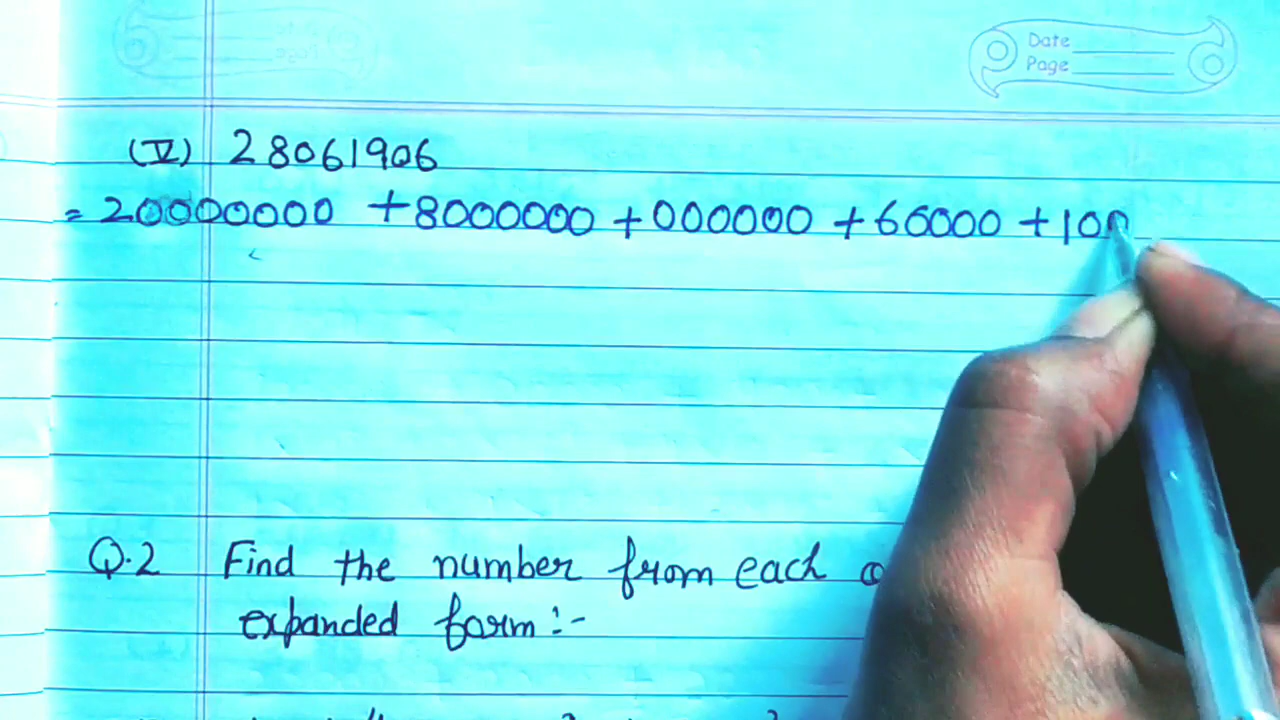 Date
Page
(V) 28061906
= 20000000 + 8000000 + 000000 + 60000 + 100
Q.2 Find the number from each
expanded form :-